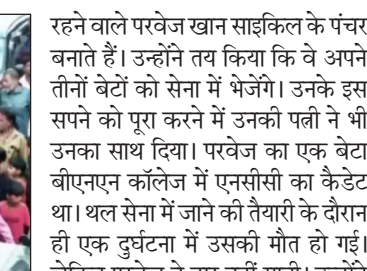 रहने वाले परवेज खान साइकिल के पंचर
बनाते हैं। उन्होंने तय किया कि वे अपने
तीनों बेटों को सेना में भेजेंगे। उनके इस
सपने को पूरा करने में उनकी पत्नी ने भी
उनका साथ दिया। परवेज का एक बेटा
बीएनएन कॉलेज में एनसीसी का कैडेट
था। थल सेना में जाने की तैयारी के दौरान
ही एक दुर्घटना में उसकी मौत हो गई।